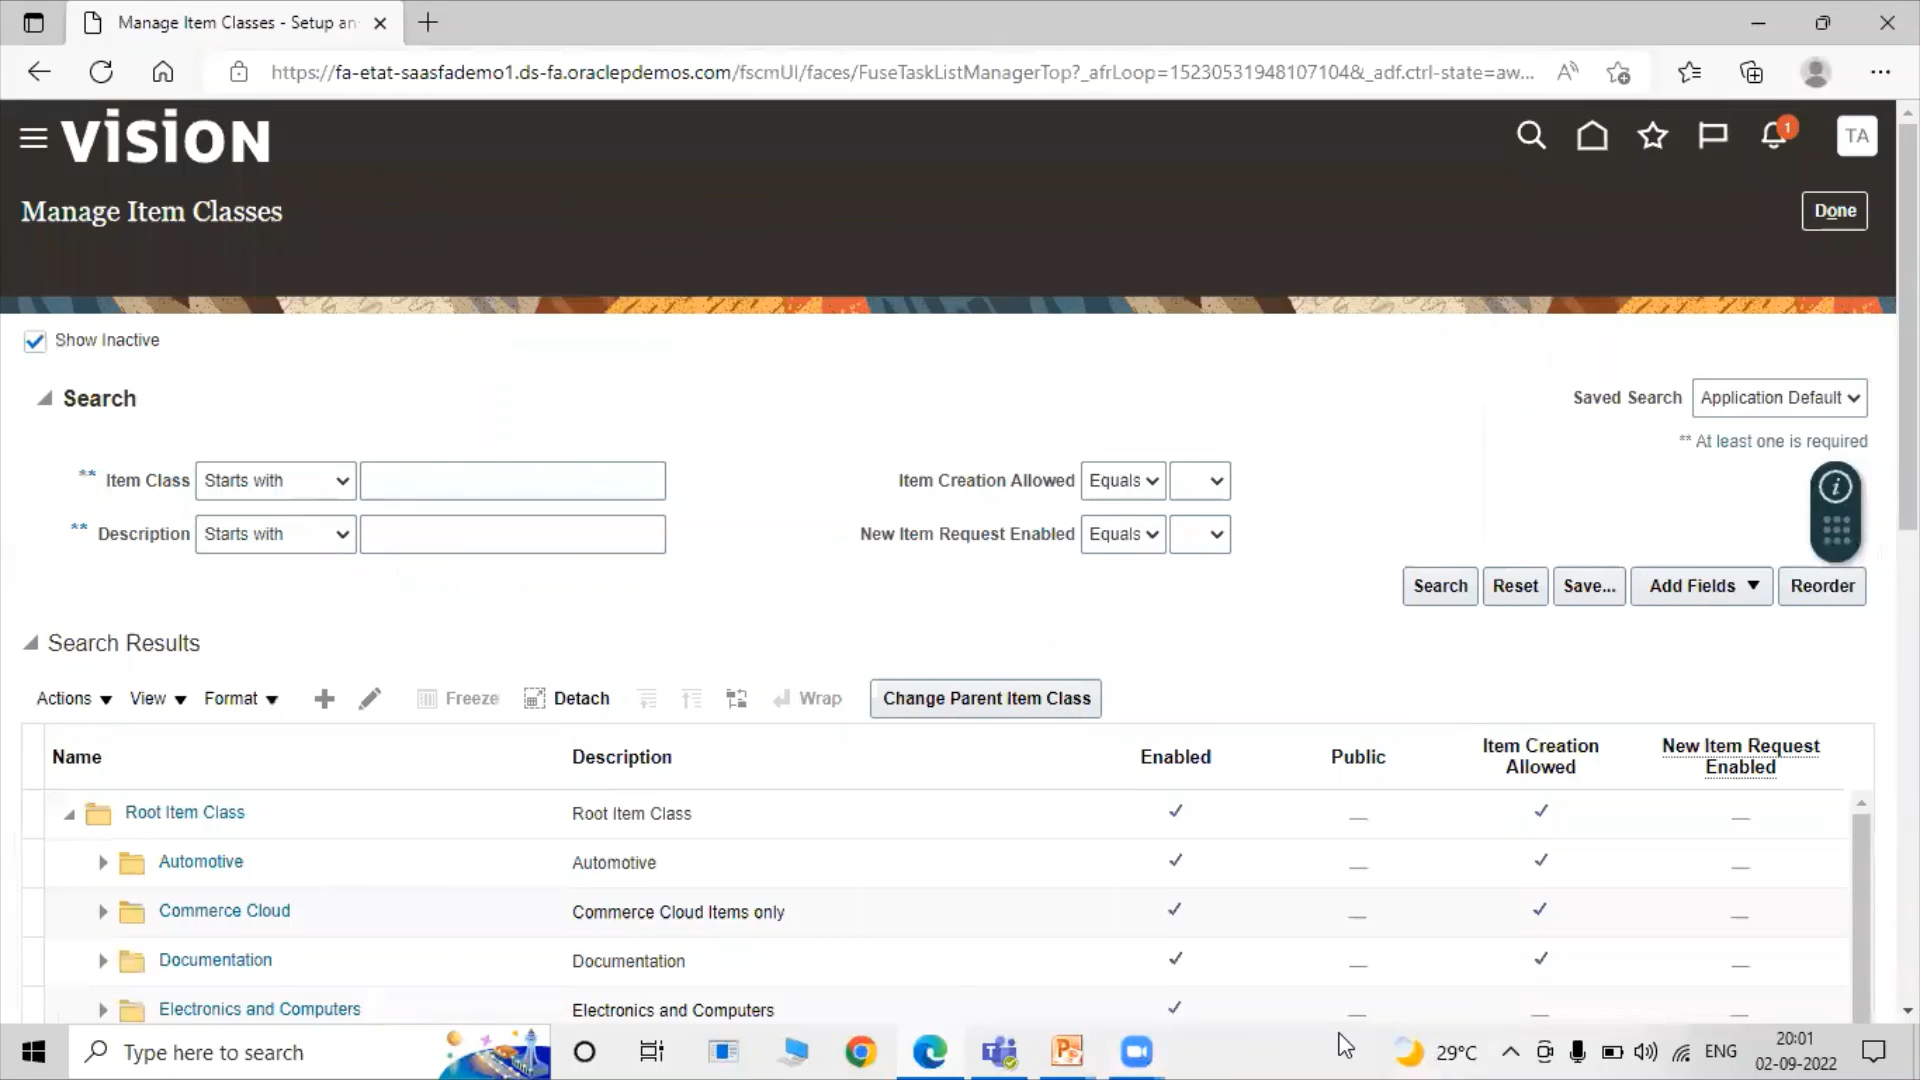 Manage Item Classes - Setup an
https://fa-etat-saasfademo1.ds-fa.oraclepdemos.com/fscmUI/faces/FuseTaskListManagerTop?_afrLoop=15230531948107104&_adf.ctrl-state=aw...
VISION
1
TA
Manage Item Classes
Done
Show Inactive
Search
Saved Search Application Default
** At least one is required
** Item Class Starts with
Item Creation Allowed Equals
** Description Starts with
New Item Request Enabled Equals
Search Reset Save... Add Fields Reorder
Search Results
Actions View Format Freeze Detach Wrap Change Parent Item Class
Name Description Enabled Public Item Creation Allowed New Item Request Enabled
Root Item Class Root Item Class
Automotive Automotive
Commerce Cloud Commerce Cloud Items only
Documentation Documentation
Electronics and Computers Electronics and Computers
Type here to search
29°C
ENG
20:01
02-09-2022